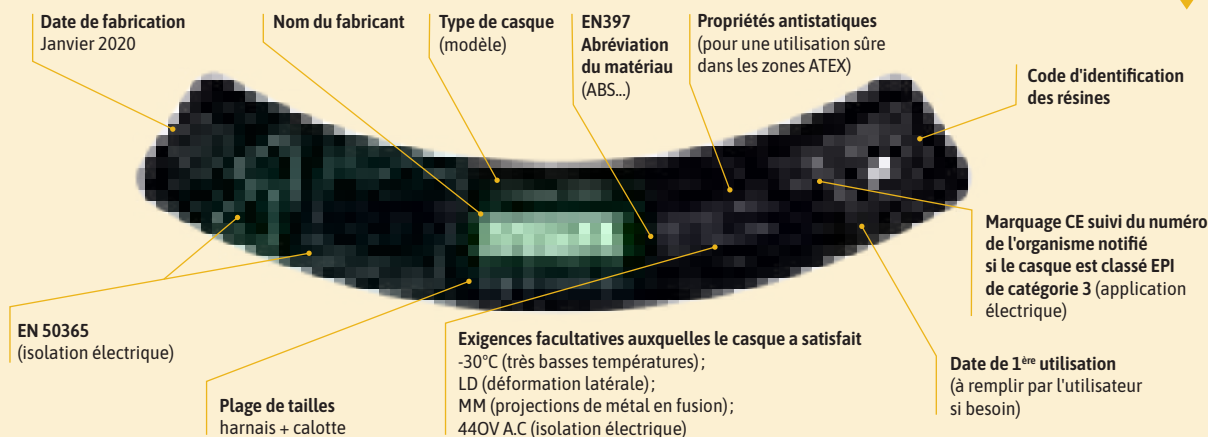 Date de fabrication
Janvier 2020
Nom du fabricant
Type de casque
(modèle)
EN397
Abréviation
du matériau
(ABS...)
Propriétés antistatiques
(pour une utilisation sûre
dans les zones ATEX)
Code d'identification
des résines
Marquage CE suivi du numéro
de l'organisme notifié
si le casque est classé EPI
de catégorie 3 (application
électrique)
EN 50365
(isolation électrique)
Plage de tailles
harnais + calotte
Exigences facultatives auxquelles le casque a satisfait
-30°C (très basses températures) ;
LD (déformation latérale) ;
MM (projections de métal en fusion) ;
44OV A.C (isolation électrique)
Date de 1ère utilisation
(à remplir par l'utilisateur
si besoin)